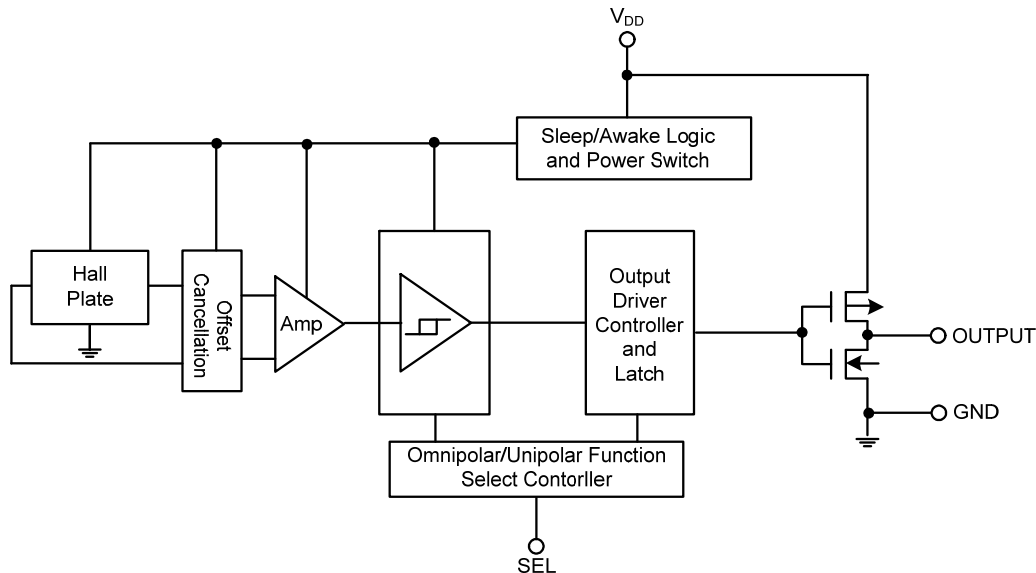 VDD
Sleep/Awake Logic
and Power Switch
Hall
Plate
Offset
Cancellation
Amp
Output
Driver
Controller
and
Latch
OUTPUT
GND
Omnipolar/Unipolar Function
Select Contorller
SEL